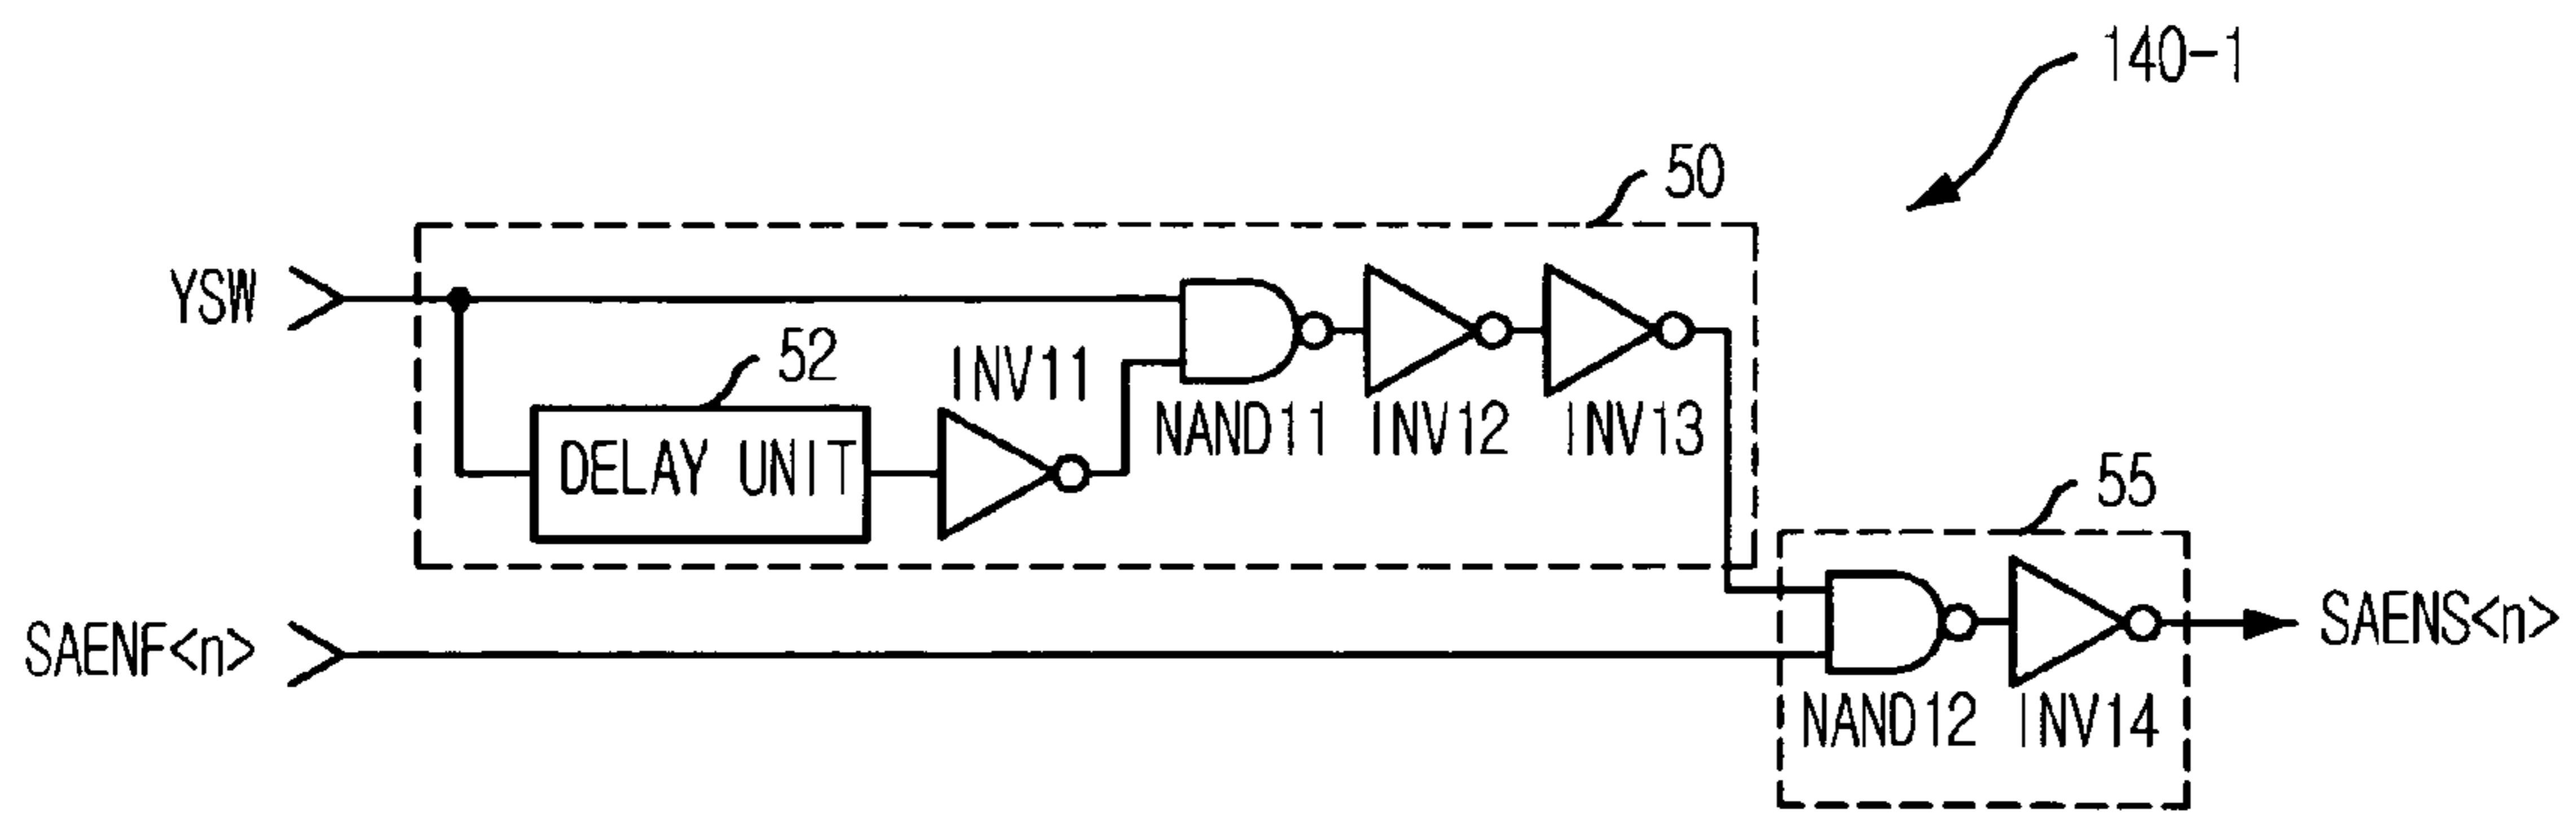 140-1
50
YSW
52
INV11
DELAY UNIT
NAND11
INV12
INV13
55
SAENF<n>
SAENS<n>
NAND12
INV14